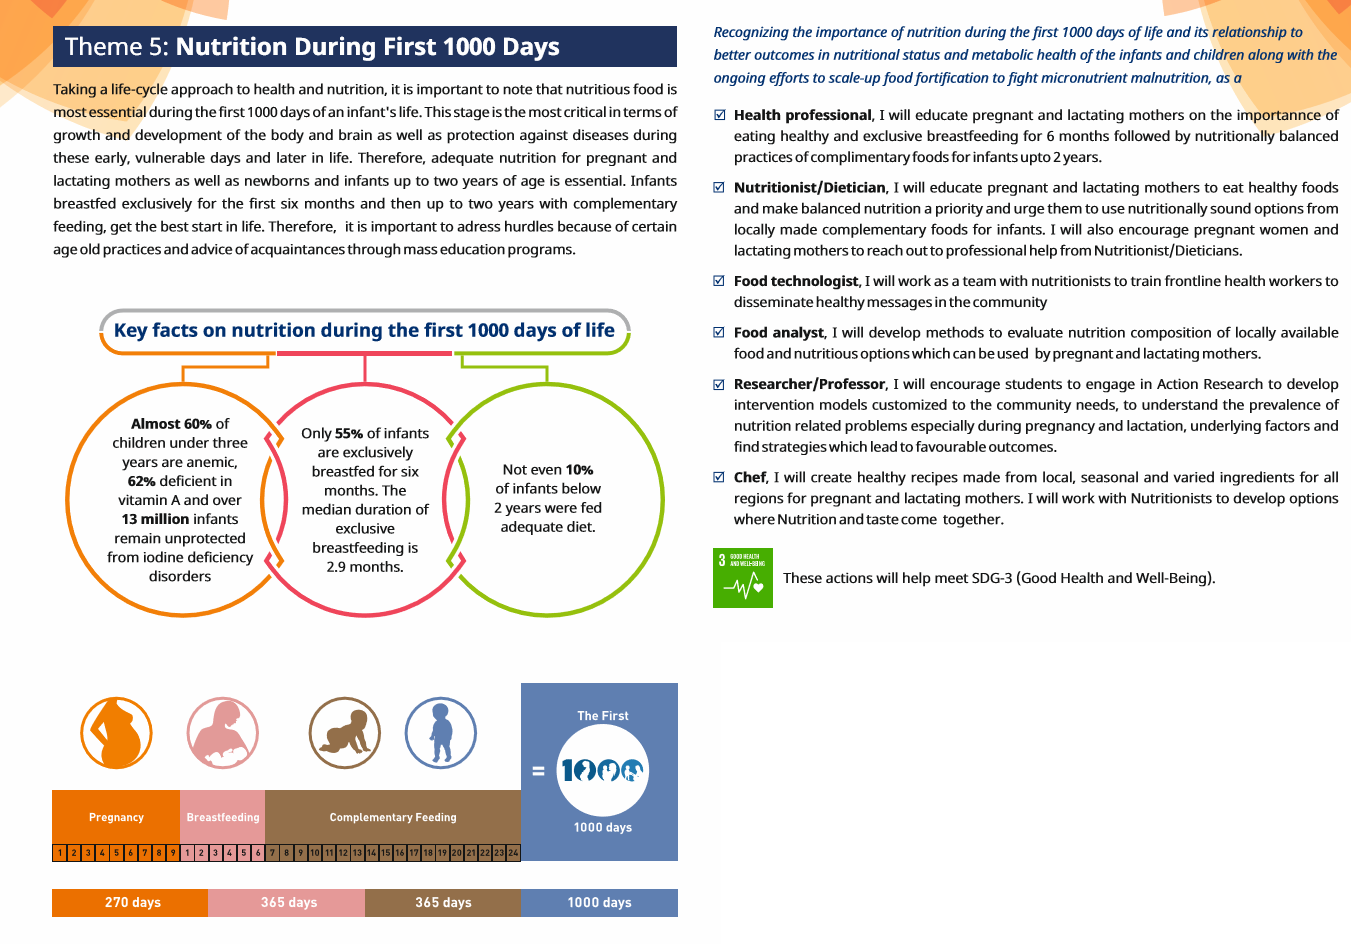 Theme 5: Nutrition During First 1000 Days
Taking a life-cycle approach to health and nutrition, it is important to note that nutritious food is
most essential during the first 1000 days of an infant's life. This stage is the most critical in terms of
growth and development of the body and brain as well as protection against diseases during
these early, vulnerable days and later in life. Therefore, adequate nutrition for pregnant and
lactating mothers as well as newborns and infants up to two years of age is essential. Infants
breastfed exclusively for the first six months and then up to two years with complementary
feeding, get the best start in life. Therefore, it is important to adress hurdles because of certain
age old practices and advice of acquaintances through mass education programs.
Key facts on nutrition during the first 1000 days of life
Almost 60% of
children under three
years are anemic,
62% deficient in
vitamin A and over
13 million infants
remain unprotected
from iodine deficiency
disorders
Only 55% of infants
are exclusively
breastfed for six
months. The
median duration of
exclusive
breastfeeding is
2.9 months.
Not even 10%
of infants below
2 years were fed
adequate diet.
The First
=
1000
1000 days
Pregnancy
Breastfeeding
Complementary Feeding
1 2 3 4 5 6 7 8 9 1 2 3 4 5 6 7 8 9 10 11 12 13 14 15 16 17 18 19 20 21 22 23 24
270 days
365 days
365 days
1000 days
Recognizing the importance of nutrition during the first 1000 days of life and its relationship to
better outcomes in nutritional status and metabolic health of the infants and children along with the
ongoing efforts to scale-up food fortification to fight micronutrient malnutrition, as a
Health professional, I will educate pregnant and lactating mothers on the importannce of
eating healthy and exclusive breastfeeding for 6 months followed by nutritionally balanced
practices of complimentary foods for infants upto 2 years.
Nutritionist/Dietician, I will educate pregnant and lactating mothers to eat healthy foods
and make balanced nutrition a priority and urge them to use nutritionally sound options from
locally made complementary foods for infants. I will also encourage pregnant women and
lactating mothers to reach out to professional help from Nutritionist/Dieticians.
Food technologist, I will work as a team with nutritionists to train frontline health workers to
disseminate healthy messages in the community
Food analyst, I will develop methods to evaluate nutrition composition of locally available
food and nutritious options which can be used by pregnant and lactating mothers.
Researcher/Professor, I will encourage students to engage in Action Research to develop
intervention models customized to the community needs, to understand the prevalence of
nutrition related problems especially during pregnancy and lactation, underlying factors and
find strategies which lead to favourable outcomes.
Chef, I will create healthy recipes made from local, seasonal and varied ingredients for all
regions for pregnant and lactating mothers. I will work with Nutritionists to develop options
where Nutrition and taste come together.
3 GOOD HEALTH
AND WELL-BEING
These actions will help meet SDG-3 (Good Health and Well-Being).